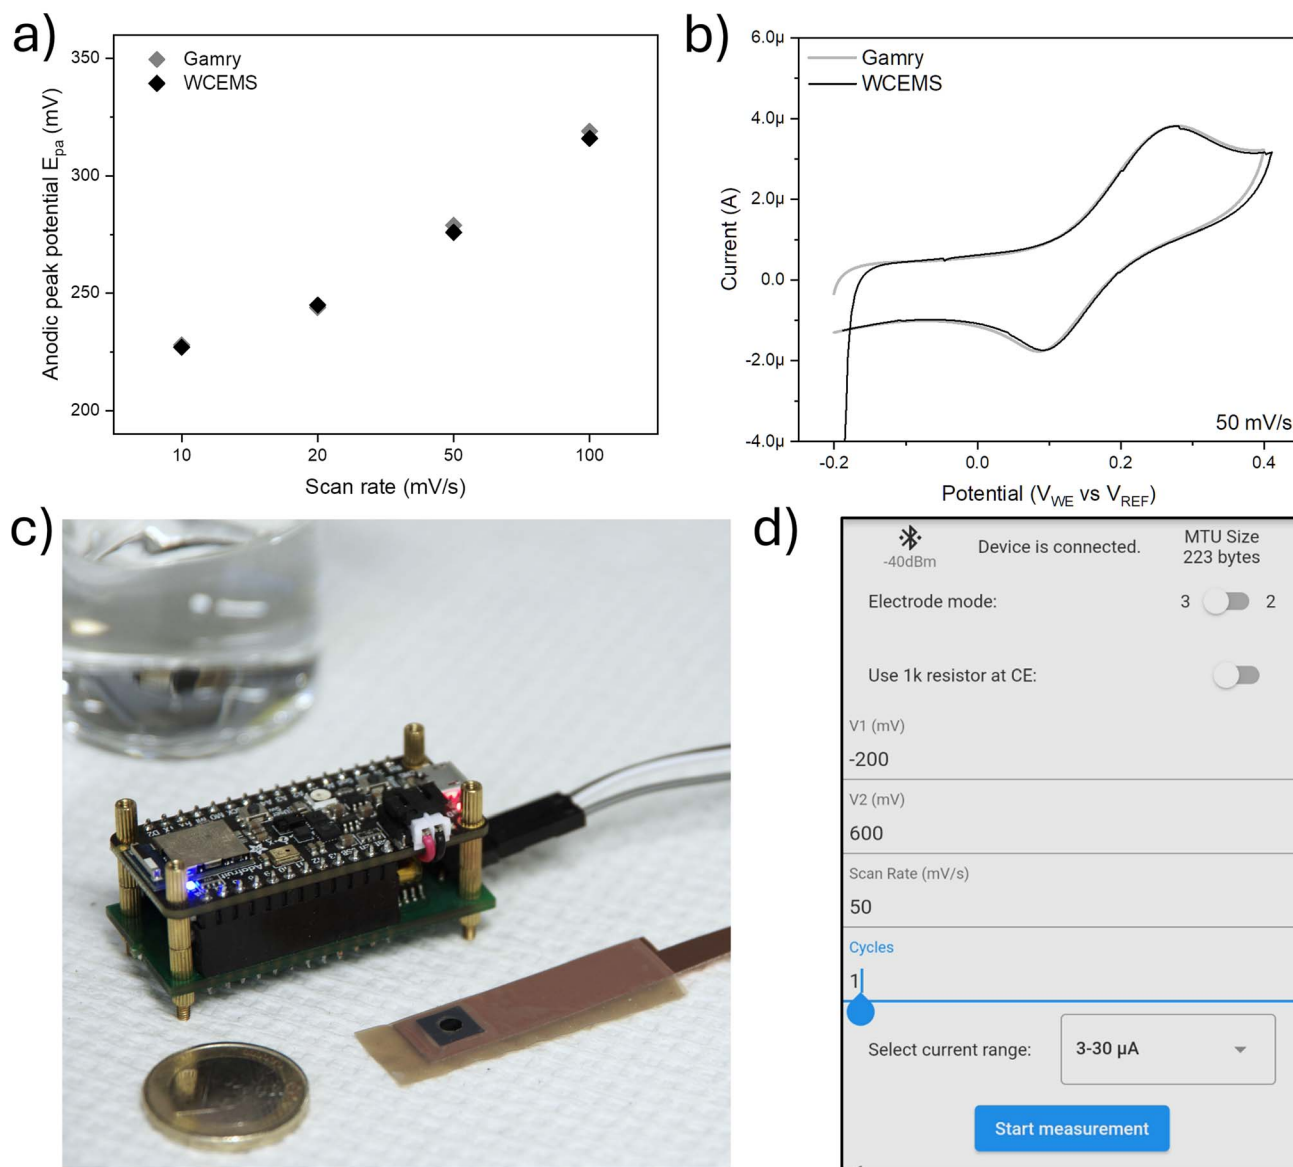 a)
350
300
250
200
Anodic peak potential E_pa (mV)
Gamry
WCEMS
10
20
50
100
Scan rate (mV/s)
b)
6.0µ
4.0µ
2.0µ
0.0
-2.0µ
-4.0µ
Current (A)
Gamry
WCEMS
50 mV/s
-0.2
0.0
0.2
0.4
Potential (V_WE vs V_REF)
c)
Adafruit
d)
-40dBm
Device is connected.
MTU Size
223 bytes
Electrode mode:
3
2
Use 1k resistor at CE:
V1 (mV)
-200
V2 (mV)
600
Scan Rate (mV/s)
50
Cycles
1
Select current range:
3-30 µA
Start measurement